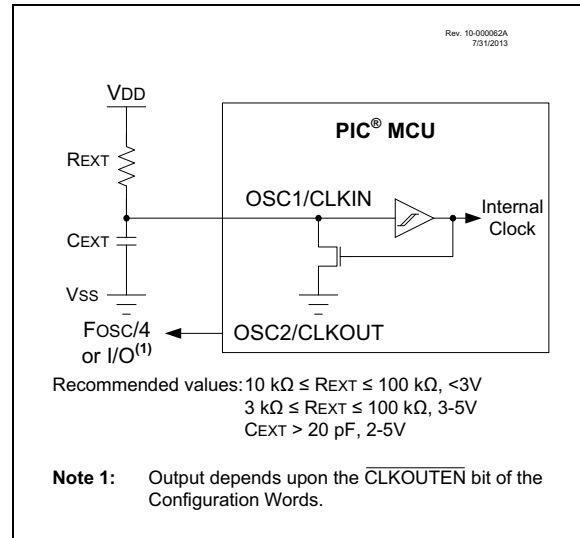 Rev. 10-000062A
7/31/2013
VDD
PIC® MCU
REXT
OSC1/CLKIN
Internal
Clock
CEXT
VSS
FOSC/4
or I/O(1)
OSC2/CLKOUT
Recommended values: 10 kΩ ≤ REXT ≤ 100 kΩ, <3V
3 kΩ ≤ REXT ≤ 100 kΩ, 3-5V
CEXT > 20 pF, 2-5V
Note 1: Output depends upon the CLKOUTEN bit of the
Configuration Words.